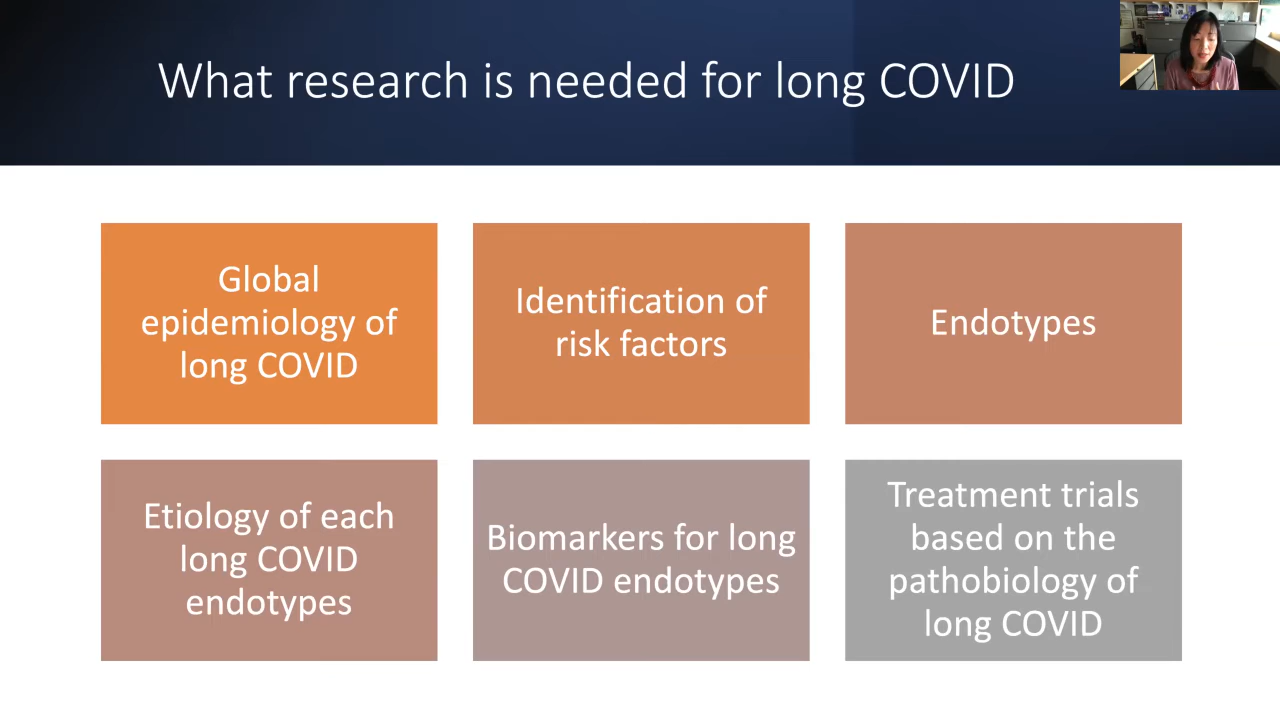 What research is needed for long COVID
Global
epidemiology of
long COVID
Identification of
risk factors
Endotypes
Etiology of each
long COVID
endotypes
Biomarkers for long
COVID endotypes
Treatment trials
based on the
pathobiology of
long COVID